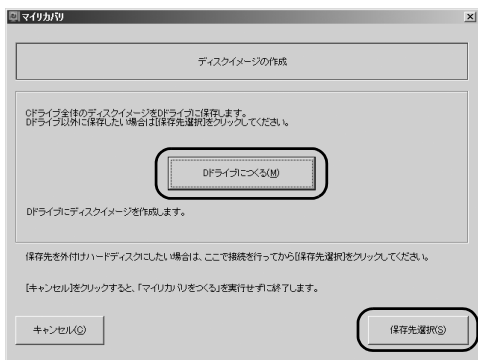 マイリカバリ
ディスクイメージの作成
Cドライブ全体のディスクイメージをDドライブに保存します。
Dドライブ以外に保存したい場合は[保存先選択]をクリックしてください。
Dドライブにつくる(M)
Dドライブにディスクイメージを作成します。
保存先を外付けハードディスクにしたい場合は、ここで接続を行ってから[保存先選択]をクリックしてください。
[キャンセル]をクリックすると、「マイリカバリをつくる」を実行せずに終了します。
キャンセル(C)
保存先選択(S)